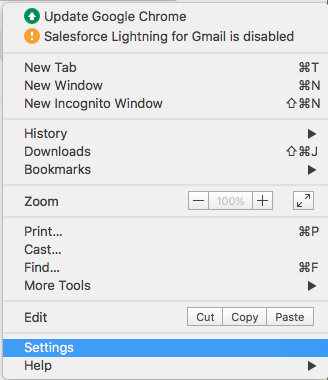 Update Google Chrome
Salesforce Lightning for Gmail is disabled
New Tab ⌘T
New Window ⌘N
New Incognito Window ⇧⌘N
History ▶
Downloads ⇧⌘J
Bookmarks ▶
Zoom — 100% +
Print... ⌘P
Cast...
Find... ⌘F
More Tools ▶
Edit Cut Copy Paste
Settings
Help ▶